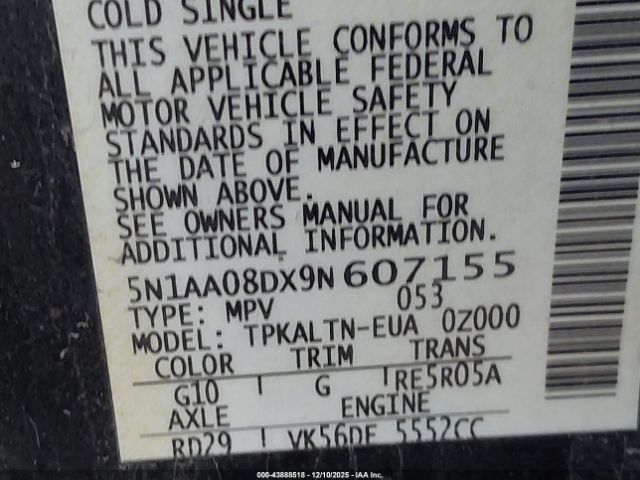 COLD SINGLE
THIS VEHICLE CONFORMS TO
ALL APPLICABLE FEDERAL
MOTOR VEHICLE SAFETY
STANDARDS IN EFFECT ON
THE DATE OF MANUFACTURE
SHOWN ABOVE.
SEE OWNERS MANUAL FOR
ADDITIONAL INFORMATION.
5N1AA08DX9N607155
TYPE: MPV 053
MODEL: TPKALTN-EUA 0Z000
COLOR TRIM TRANS
G10 G RE5R05A
AXLE ENGINE
RD29 VK56DE 5552CC
000-43888518 - 12/10/2025 - IAA Inc.